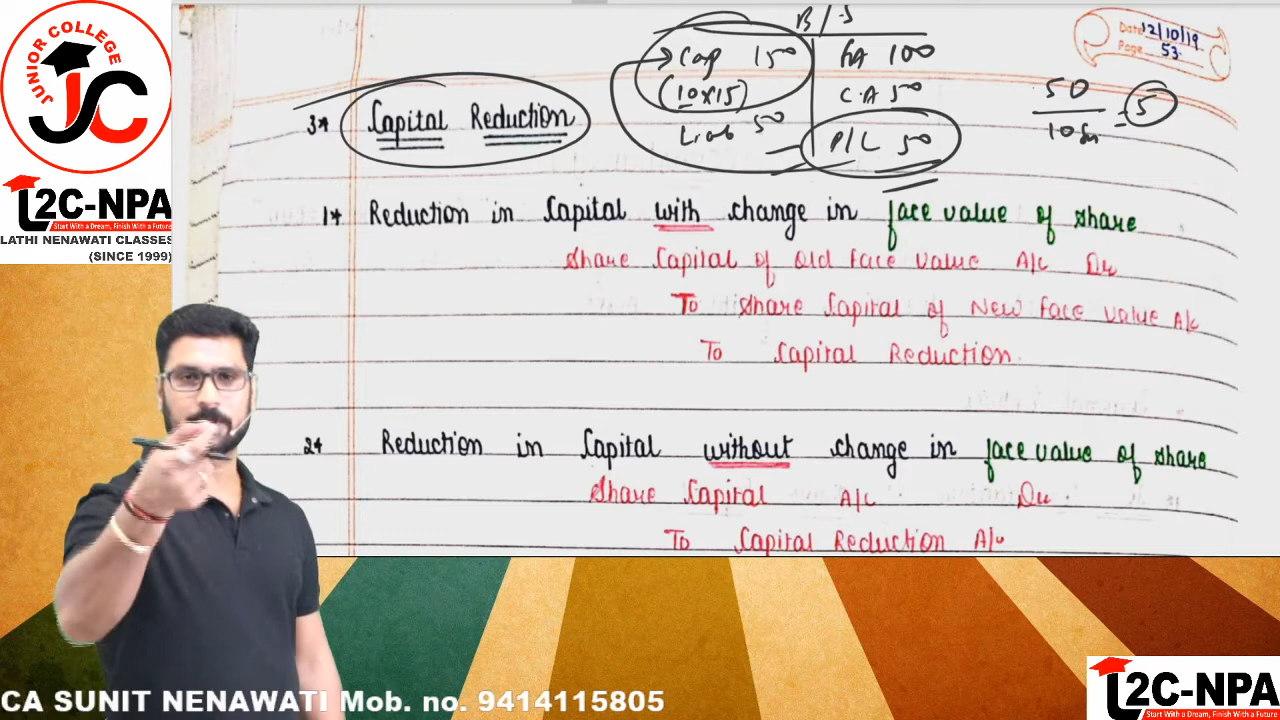 JUNIOR COLLEGE
JC
L2C-NPA
Start With a Dream, Finish With a Future
LATHI NENAWATI CLASSES
(SINCE 1999)
B/S
Date 12/10/19
Page 53
Cap 150
FA 100
(10x15)
C.A 50
Liab 50
P/L 50
50
10 = 5
3* Capital Reduction
1* Reduction in Capital with change in face value of share
Share Capital of Old Face Value A/c Dr
To Share Capital of New Face Value A/c
To Capital Reduction.
2* Reduction in Capital without change in face value of share
Share Capital A/c Dr.
To Capital Reduction A/c
CA SUNIT NENAWATI Mob. no. 9414115805
L2C-NPA
Start With a Dream, Finish With a Future